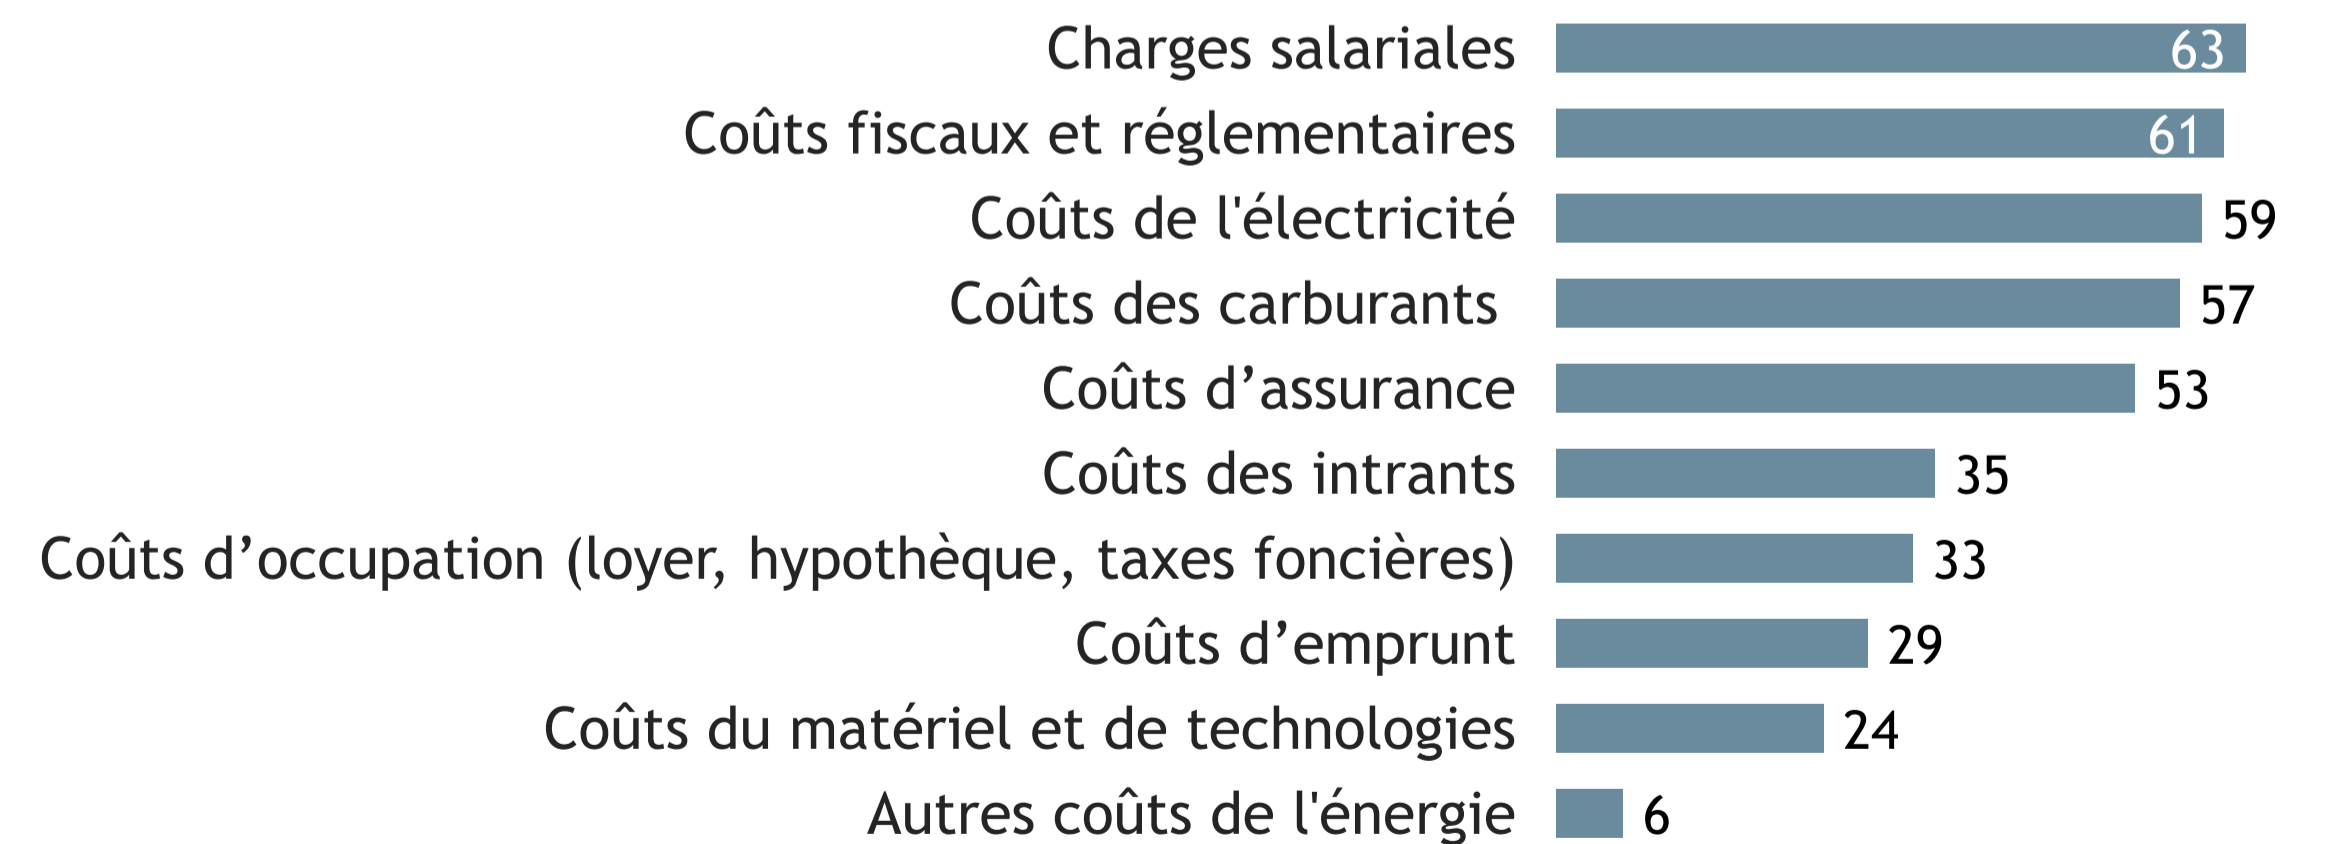 Charges salariales 63
Coûts fiscaux et réglementaires 61
Coûts de l'électricité 59
Coûts des carburants 57
Coûts d’assurance 53
Coûts des intrants 35
Coûts d’occupation (loyer, hypothèque, taxes foncières) 33
Coûts d’emprunt 29
Coûts du matériel et de technologies 24
Autres coûts de l'énergie 6